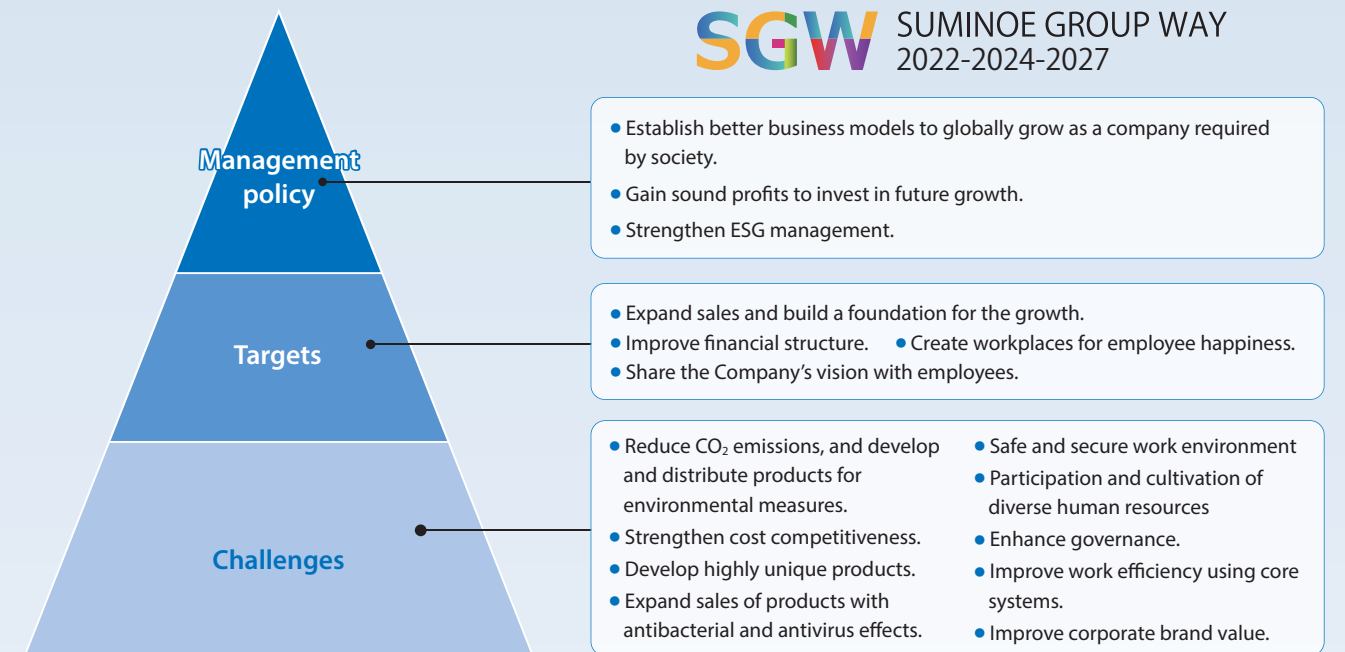 SGW SUMINOE GROUP WAY
2022-2024-2027
Management
policy
• Establish better business models to globally grow as a company required
by society.
• Gain sound profits to invest in future growth.
• Strengthen ESG management.
Targets
• Expand sales and build a foundation for the growth.
• Improve financial structure. • Create workplaces for employee happiness.
• Share the Company’s vision with employees.
Challenges
• Reduce CO₂ emissions, and develop
and distribute products for
environmental measures.
• Strengthen cost competitiveness.
• Develop highly unique products.
• Expand sales of products with
antibacterial and antivirus effects.
• Safe and secure work environment
• Participation and cultivation of
diverse human resources
• Enhance governance.
• Improve work efficiency using core
systems.
• Improve corporate brand value.